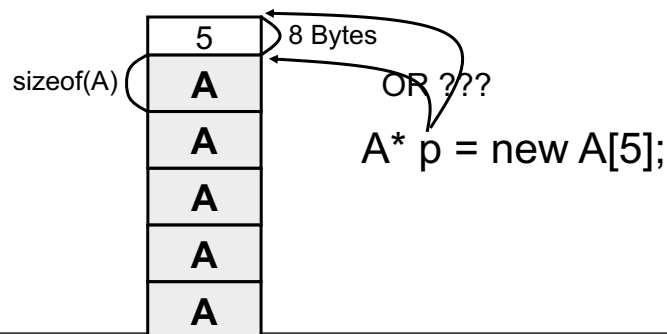 5
8 Bytes
sizeof(A)
A
OR ???
A
A* p = new A[5];
A
A
A